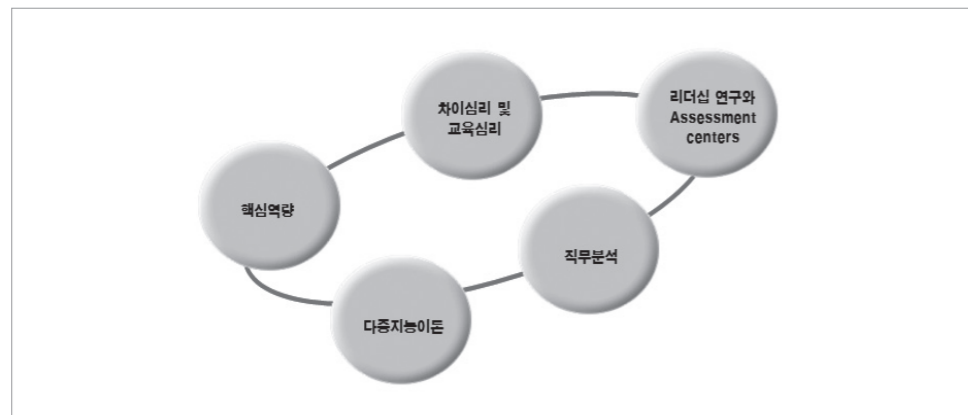 차이심리 및
교육심리
리더십 연구와
Assessment
centers
핵심역량
직무분석
다중지능이론